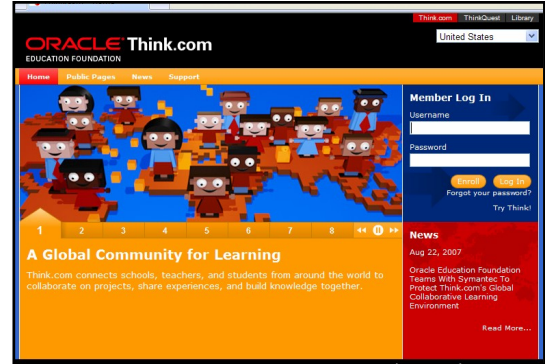 Think.com ThinkQuest Library
ORACLE Think.com
EDUCATION FOUNDATION
United States
Home Public Pages News Support
Member Log In
Username
Password
Enroll Log In
Forgot your password?
Try Think!
1 2 3 4 5 6 7 8
A Global Community for Learning
Think.com connects schools, teachers, and students from around the world to
collaborate on projects, share experiences, and build knowledge together.
News
Aug 22, 2007
Oracle Education Foundation
Teams With Symantec To
Protect Think.com's Global
Collaborative Learning
Environment
Read More...